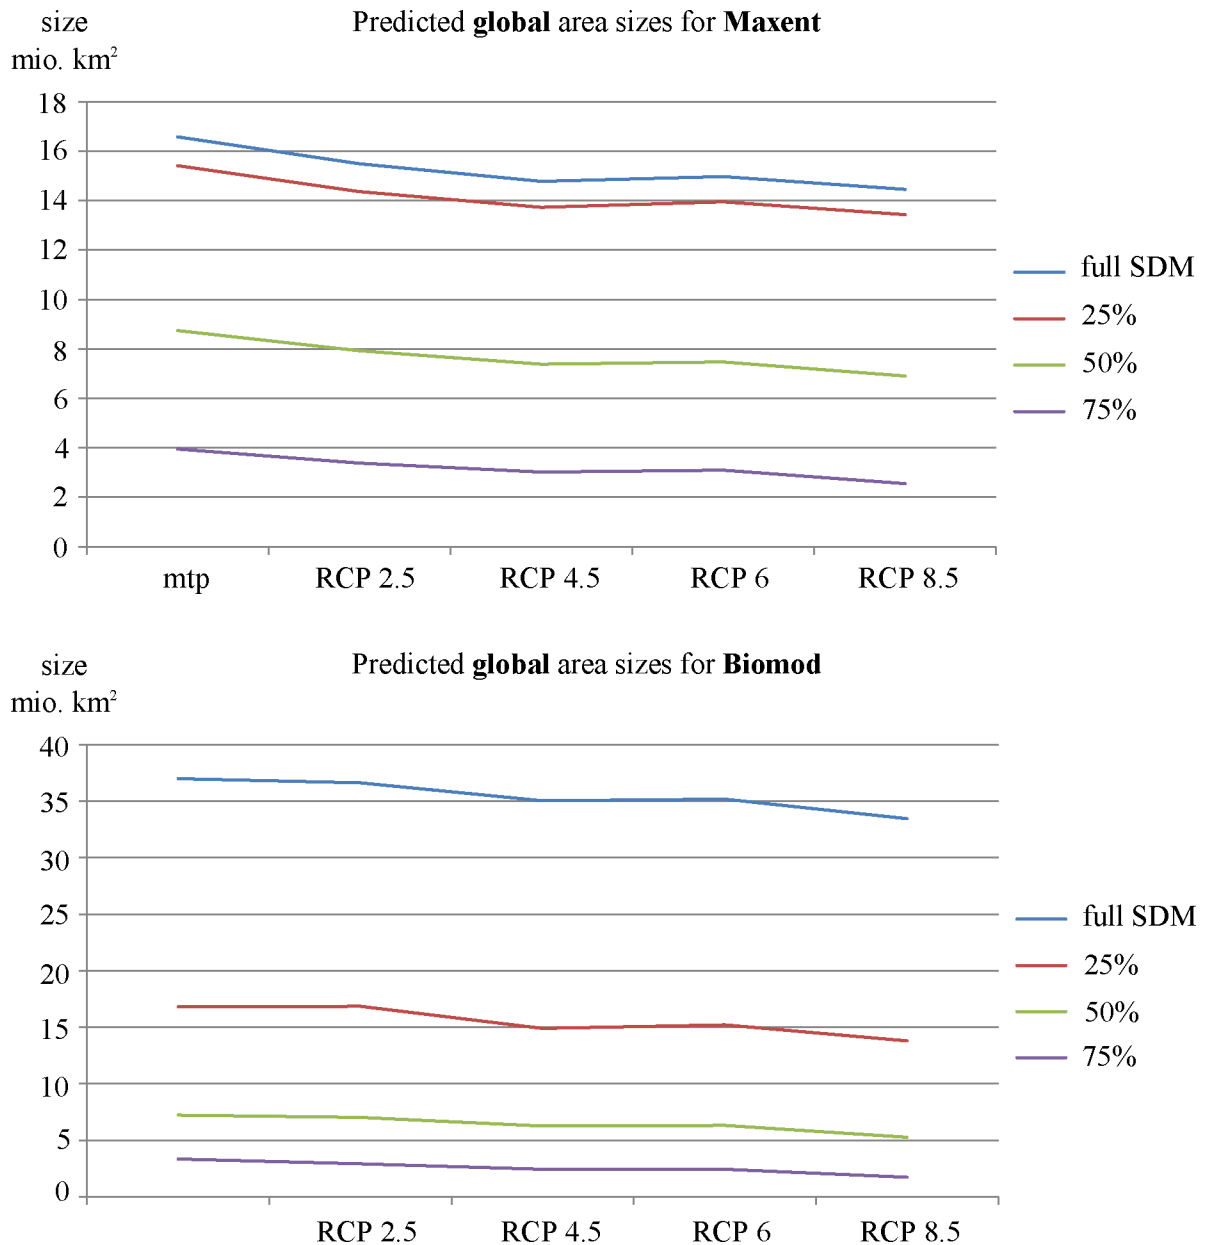 size
Predicted global area sizes for Maxent
mio. km²
18
16
14
12
10
8
6
4
2
0
mtp RCP 2.5 RCP 4.5 RCP 6 RCP 8.5
full SDM
25%
50%
75%
size
Predicted global area sizes for Biomod
mio. km²
40
35
30
25
20
15
10
5
0
RCP 2.5 RCP 4.5 RCP 6 RCP 8.5
full SDM
25%
50%
75%